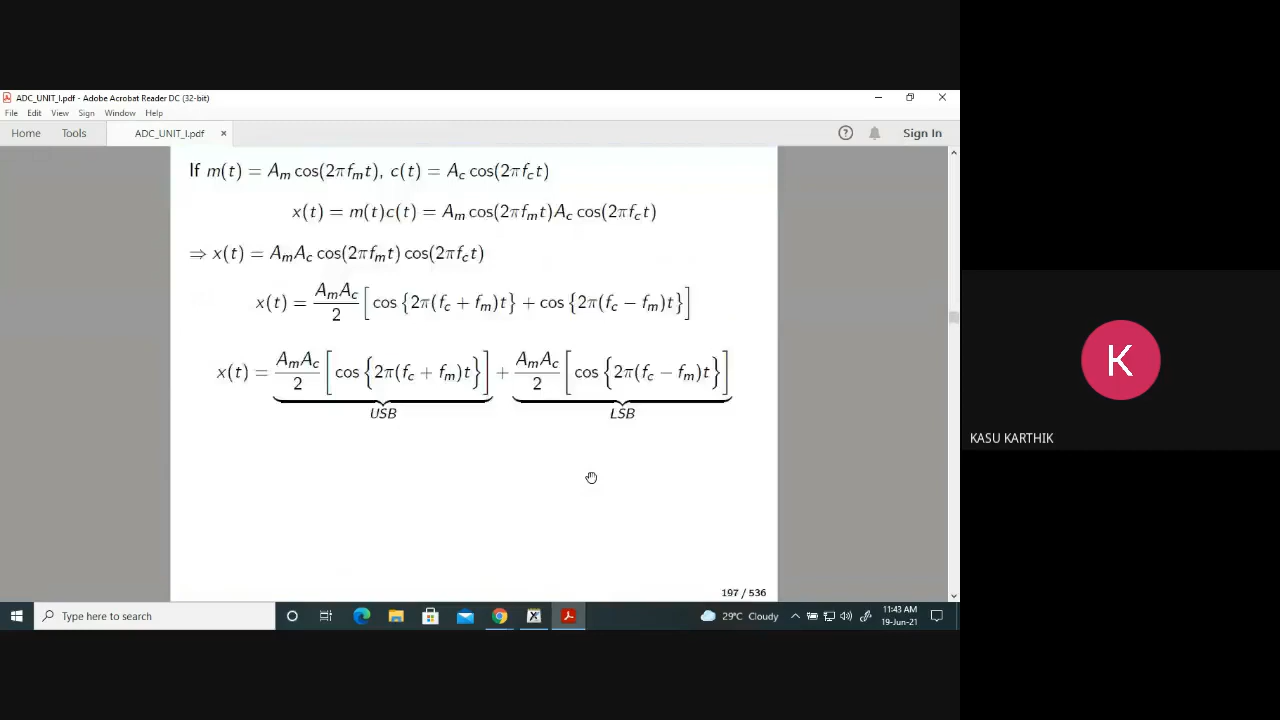 ADC_UNIT_I.pdf - Adobe Acrobat Reader DC (32-bit)
File Edit View Sign Window Help
Home Tools ADC_UNIT_I.pdf × ? Sign In
If m(t) = A_m cos(2πf_m t), c(t) = A_c cos(2πf_c t)
x(t) = m(t)c(t) = A_m cos(2πf_m t)A_c cos(2πf_c t)
⇒ x(t) = A_m A_c cos(2πf_m t) cos(2πf_c t)
x(t) = A_m A_c / 2 [cos {2π(f_c + f_m)t} + cos {2π(f_c − f_m)t}]
x(t) = A_m A_c / 2 [cos {2π(f_c + f_m)t}] + A_m A_c / 2 [cos {2π(f_c − f_m)t}]
USB LSB
197 / 536
K
KASU KARTHIK
Type here to search
29°C Cloudy
11:43 AM
19-Jun-21